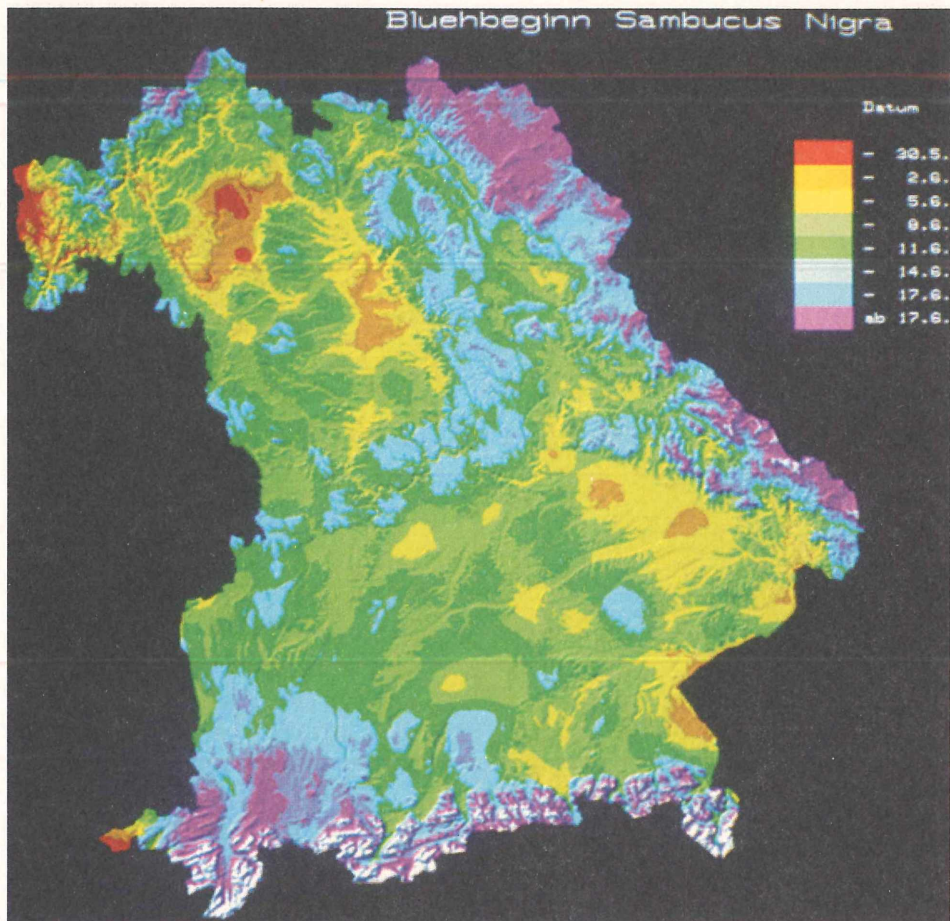 Bluehbeginn Sambucus Nigra
Datum
- 30.5.
- 2.6.
- 5.6.
- 8.6.
- 11.6.
- 14.6.
- 17.6.
ab 17.6.